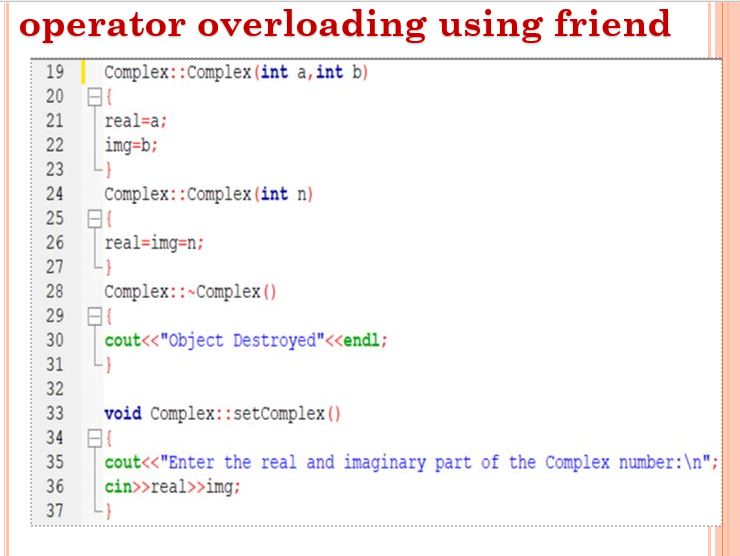 operator overloading using friend
19 Complex::Complex(int a,int b)
20 {
21 real=a;
22 img=b;
23 }
24 Complex::Complex(int n)
25 {
26 real=img=n;
27 }
28 Complex::~Complex()
29 {
30 cout<<"Object Destroyed"<<endl;
31 }
32
33 void Complex::setComplex()
34 {
35 cout<<"Enter the real and imaginary part of the Complex number:\n";
36 cin>>real>>img;
37 }